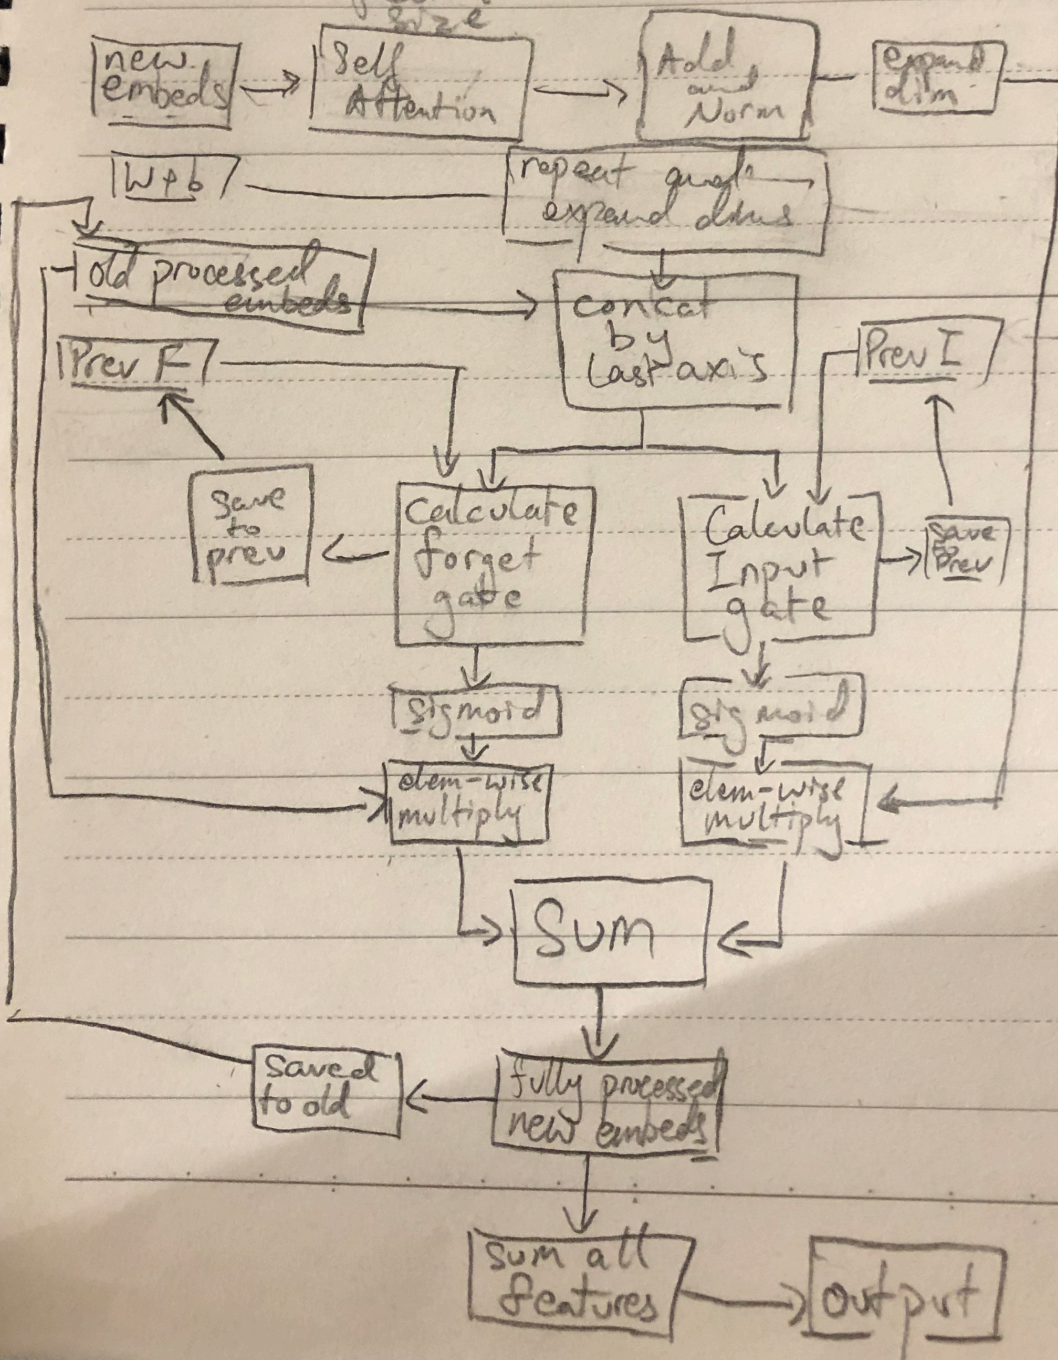 size
new
embeds
Self
Attention
Add
and
Norm
expand
dim
W+b
repeat and
expand dims
old processed
embeds
concat
by
last axis
Prev F
Prev I
save
to
prev
Calculate
forget
gate
Calculate
Input
gate
save
prev
sigmoid
sigmoid
elem-wise
multiply
elem-wise
multiply
Sum
saved
to old
fully processed
new embeds
sum all
features
output